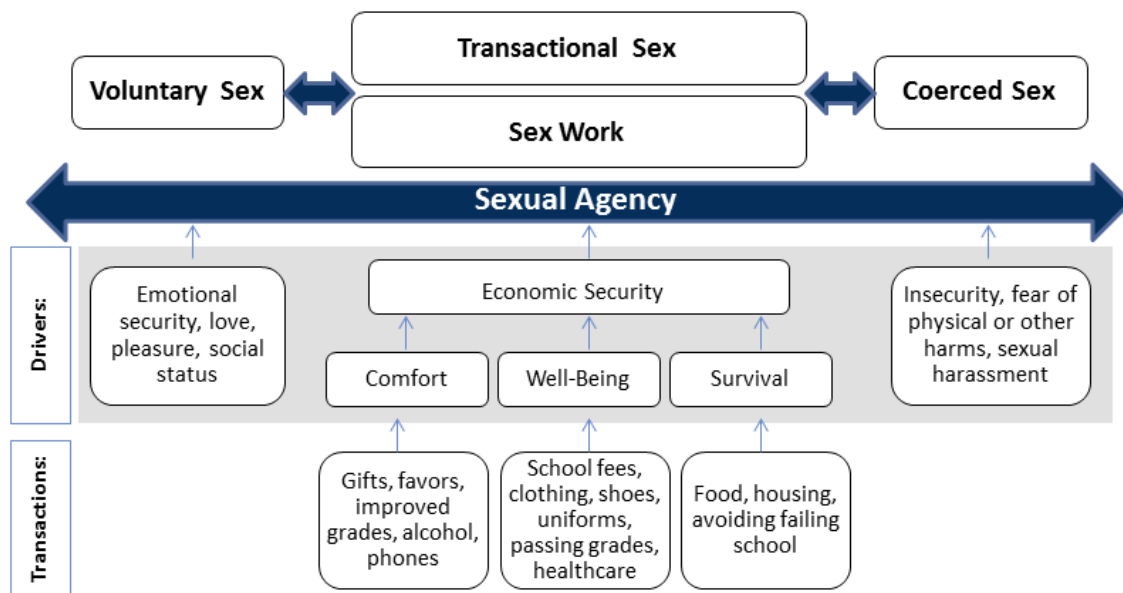 Transactional Sex
Voluntary Sex
Coerced Sex
Sex Work
Sexual Agency
Drivers:
Emotional
security, love,
pleasure, social
status
Economic Security
Insecurity, fear of
physical or other
harms, sexual
harassment
Comfort
Well-Being
Survival
Transactions:
Gifts, favors,
improved
grades, alcohol,
phones
School fees,
clothing, shoes,
uniforms,
passing grades,
healthcare
Food, housing,
avoiding failing
school